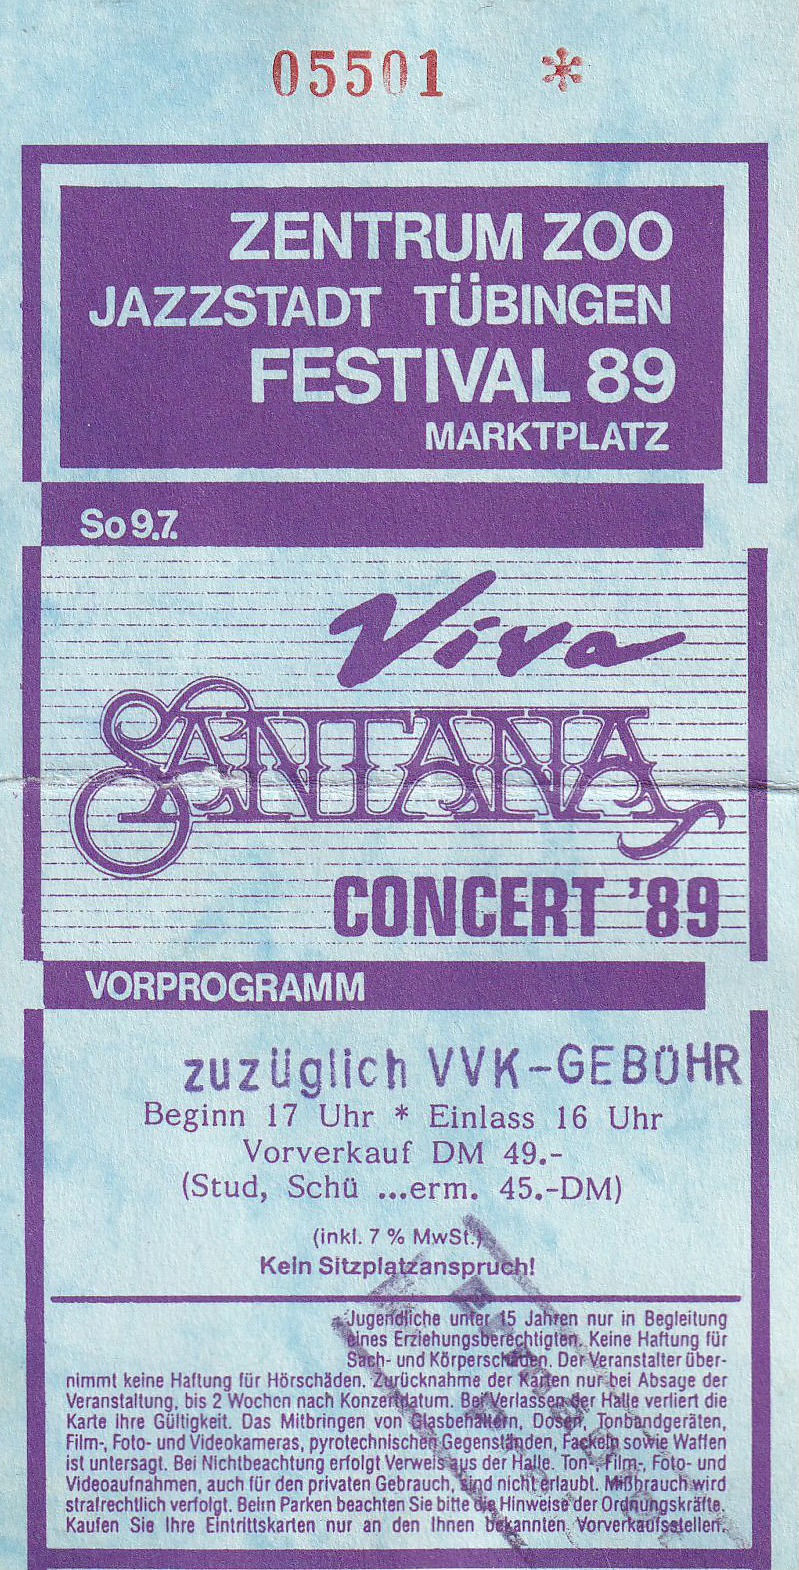 05501 *
ZENTRUM ZOO
JAZZSTADT TÜBINGEN
FESTIVAL 89
MARKTPLATZ
So 9.7.
Viva
SANTANA
CONCERT '89
VORPROGRAMM
zuzüglich VVK-GEBÜHR
Beginn 17 Uhr * Einlass 16 Uhr
Vorverkauf DM 49.-
(Stud, Schü ...erm. 45.-DM)
(inkl. 7 % MwSt.)
Kein Sitzplatzanspruch!
Jugendliche unter 15 Jahren nur in Begleitung
eines Erziehungsberechtigten. Keine Haftung für
Sach- und Körperschäden. Der Veranstalter über-
nimmt keine Haftung für Hörschäden. Zurücknahme der Karten nur bei Absage der
Veranstaltung, bis 2 Wochen nach Konzertdatum. Bei Verlassen der Halle verliert die
Karte ihre Gültigkeit. Das Mitbringen von Glasbehältern, Dosen, Tonbandgeräten,
Film-, Foto- und Videokameras, pyrotechnischen Gegenständen, Fackeln sowie Waffen
ist untersagt. Bei Nichtbeachtung erfolgt Verweis aus der Halle. Ton-, Film-, Foto- und
Videoaufnahmen, auch für den privaten Gebrauch, sind nicht erlaubt. Mißbrauch wird
strafrechtlich verfolgt. Beim Parken beachten Sie bitte die Hinweise der Ordnungskräfte.
Kaufen Sie Ihre Eintrittskarten nur an den Ihnen bekannten Vorverkaufsstellen.